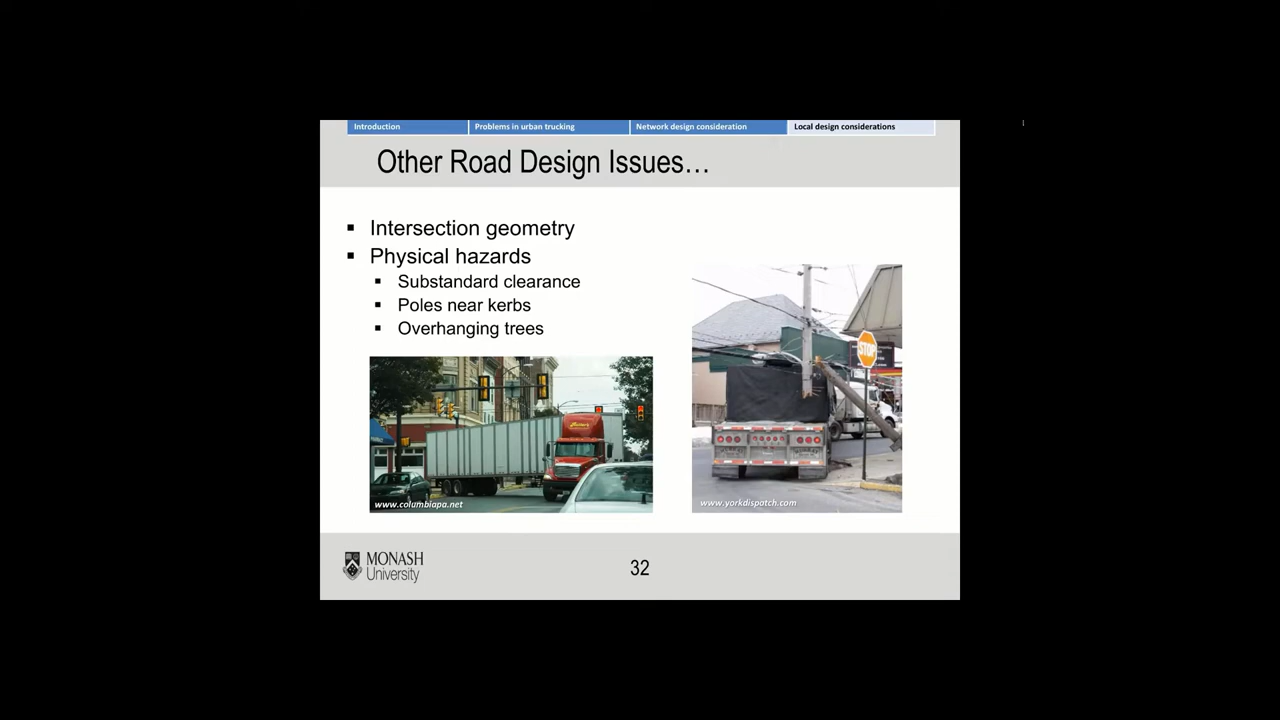 Introduction
Problems in urban trucking
Network design consideration
Local design considerations
Other Road Design Issues…
Intersection geometry
Physical hazards
Substandard clearance
Poles near kerbs
Overhanging trees
STOP
www.columbiapa.net
www.yorkdispatch.com
MONASH
University
32